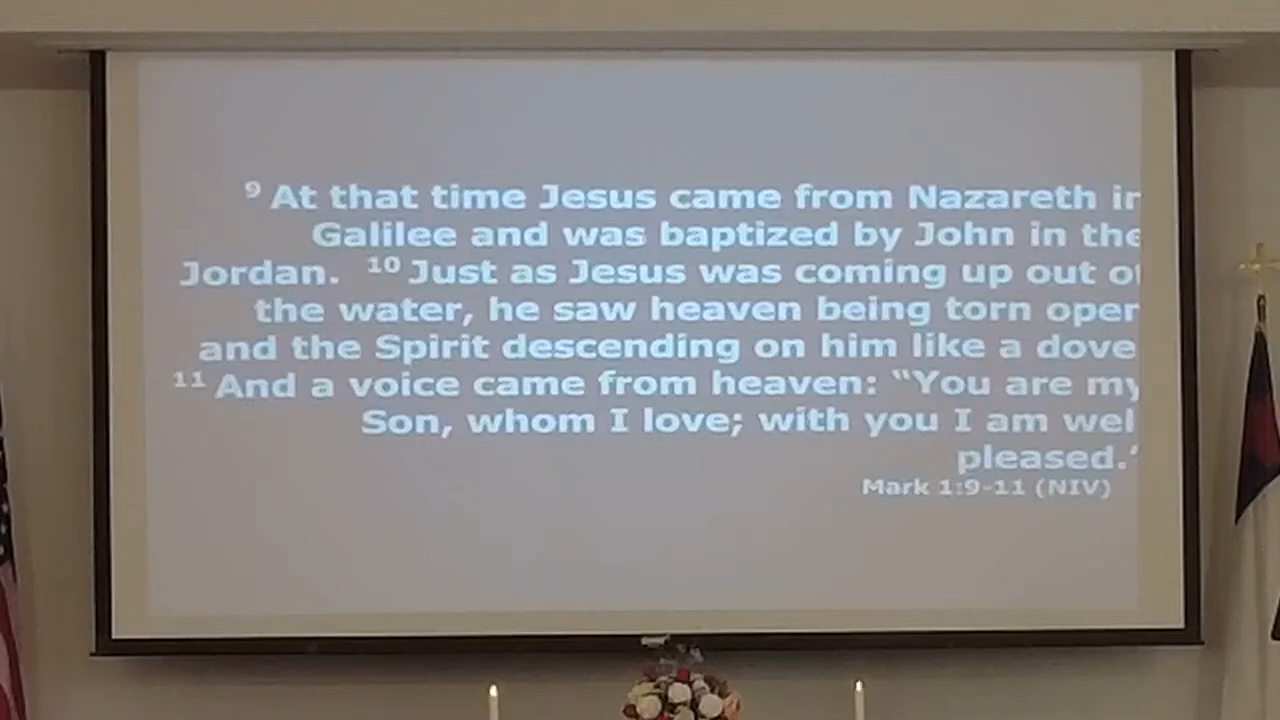 9 At that time Jesus came from Nazareth in
Galilee and was baptized by John in the
Jordan. 10 Just as Jesus was coming up out of
the water, he saw heaven being torn open
and the Spirit descending on him like a dove
11 And a voice came from heaven: “You are my
Son, whom I love; with you I am wel
pleased.”
Mark 1:9-11 (NIV)